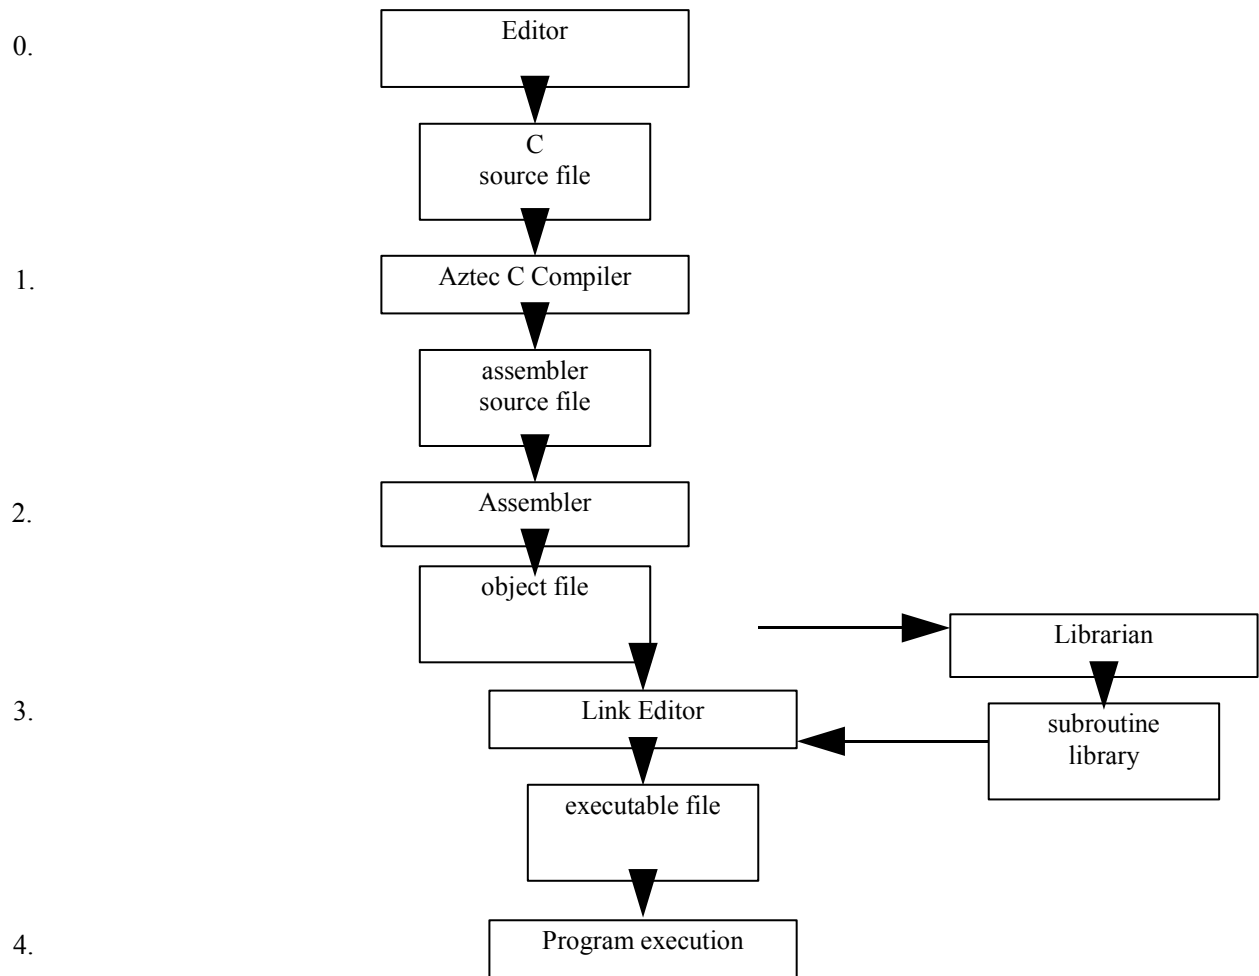 0.
Editor
C
source file
1.
Aztec C Compiler
assembler
source file
2.
Assembler
object file
Librarian
3.
Link Editor
subroutine
library
executable file
4.
Program execution